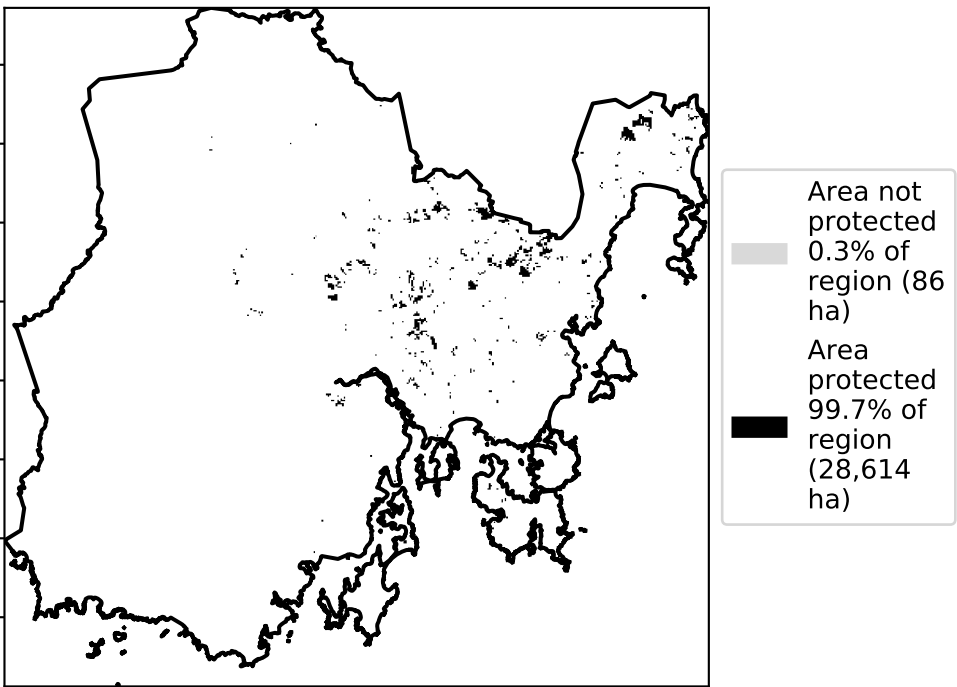 Area not
protected
0.3% of
region (86
ha)
Area
protected
99.7% of
region
(28,614
ha)